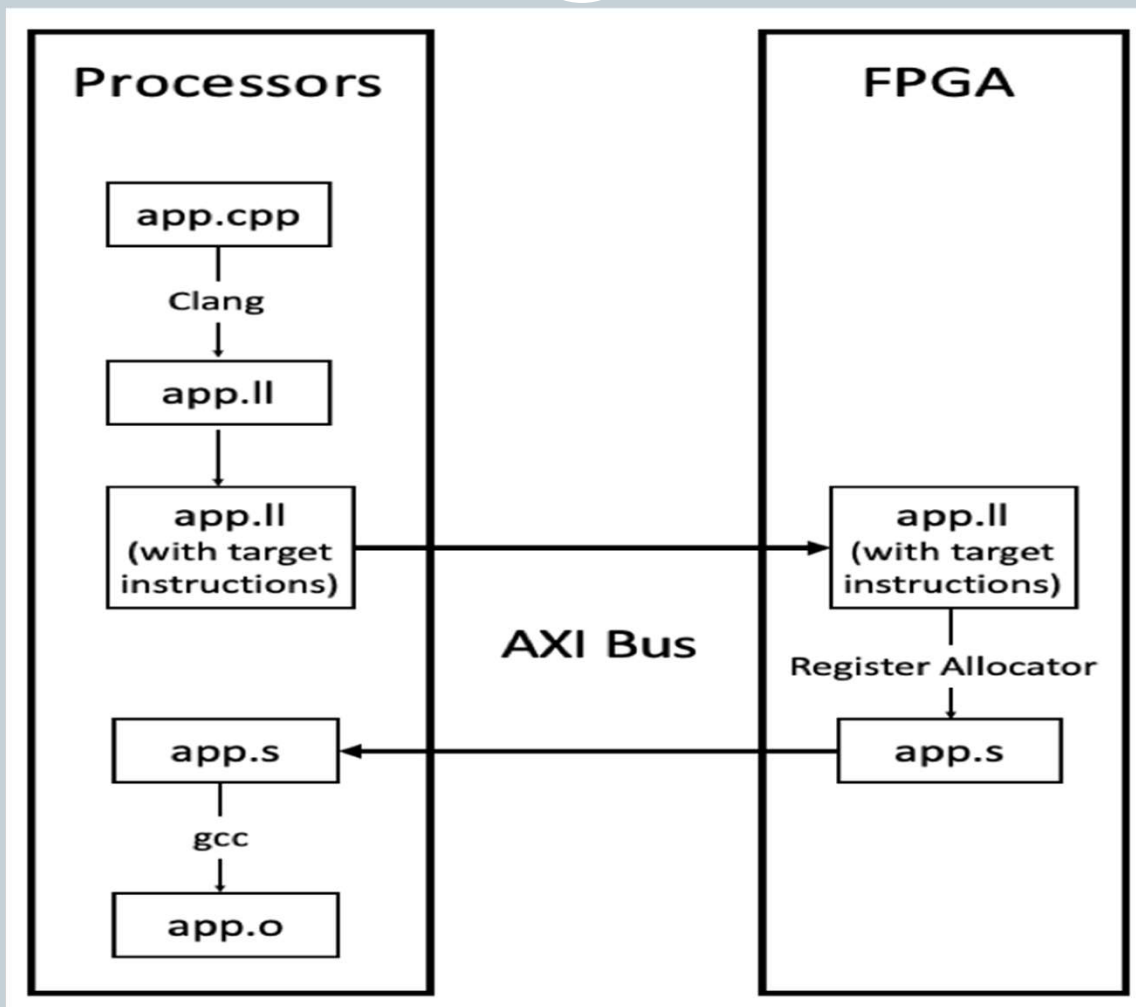 Processors
app.cpp
Clang
app.ll
app.ll
(with target
instructions)
app.s
gcc
app.o
AXI Bus
FPGA
app.ll
(with target
instructions)
Register Allocator
app.s